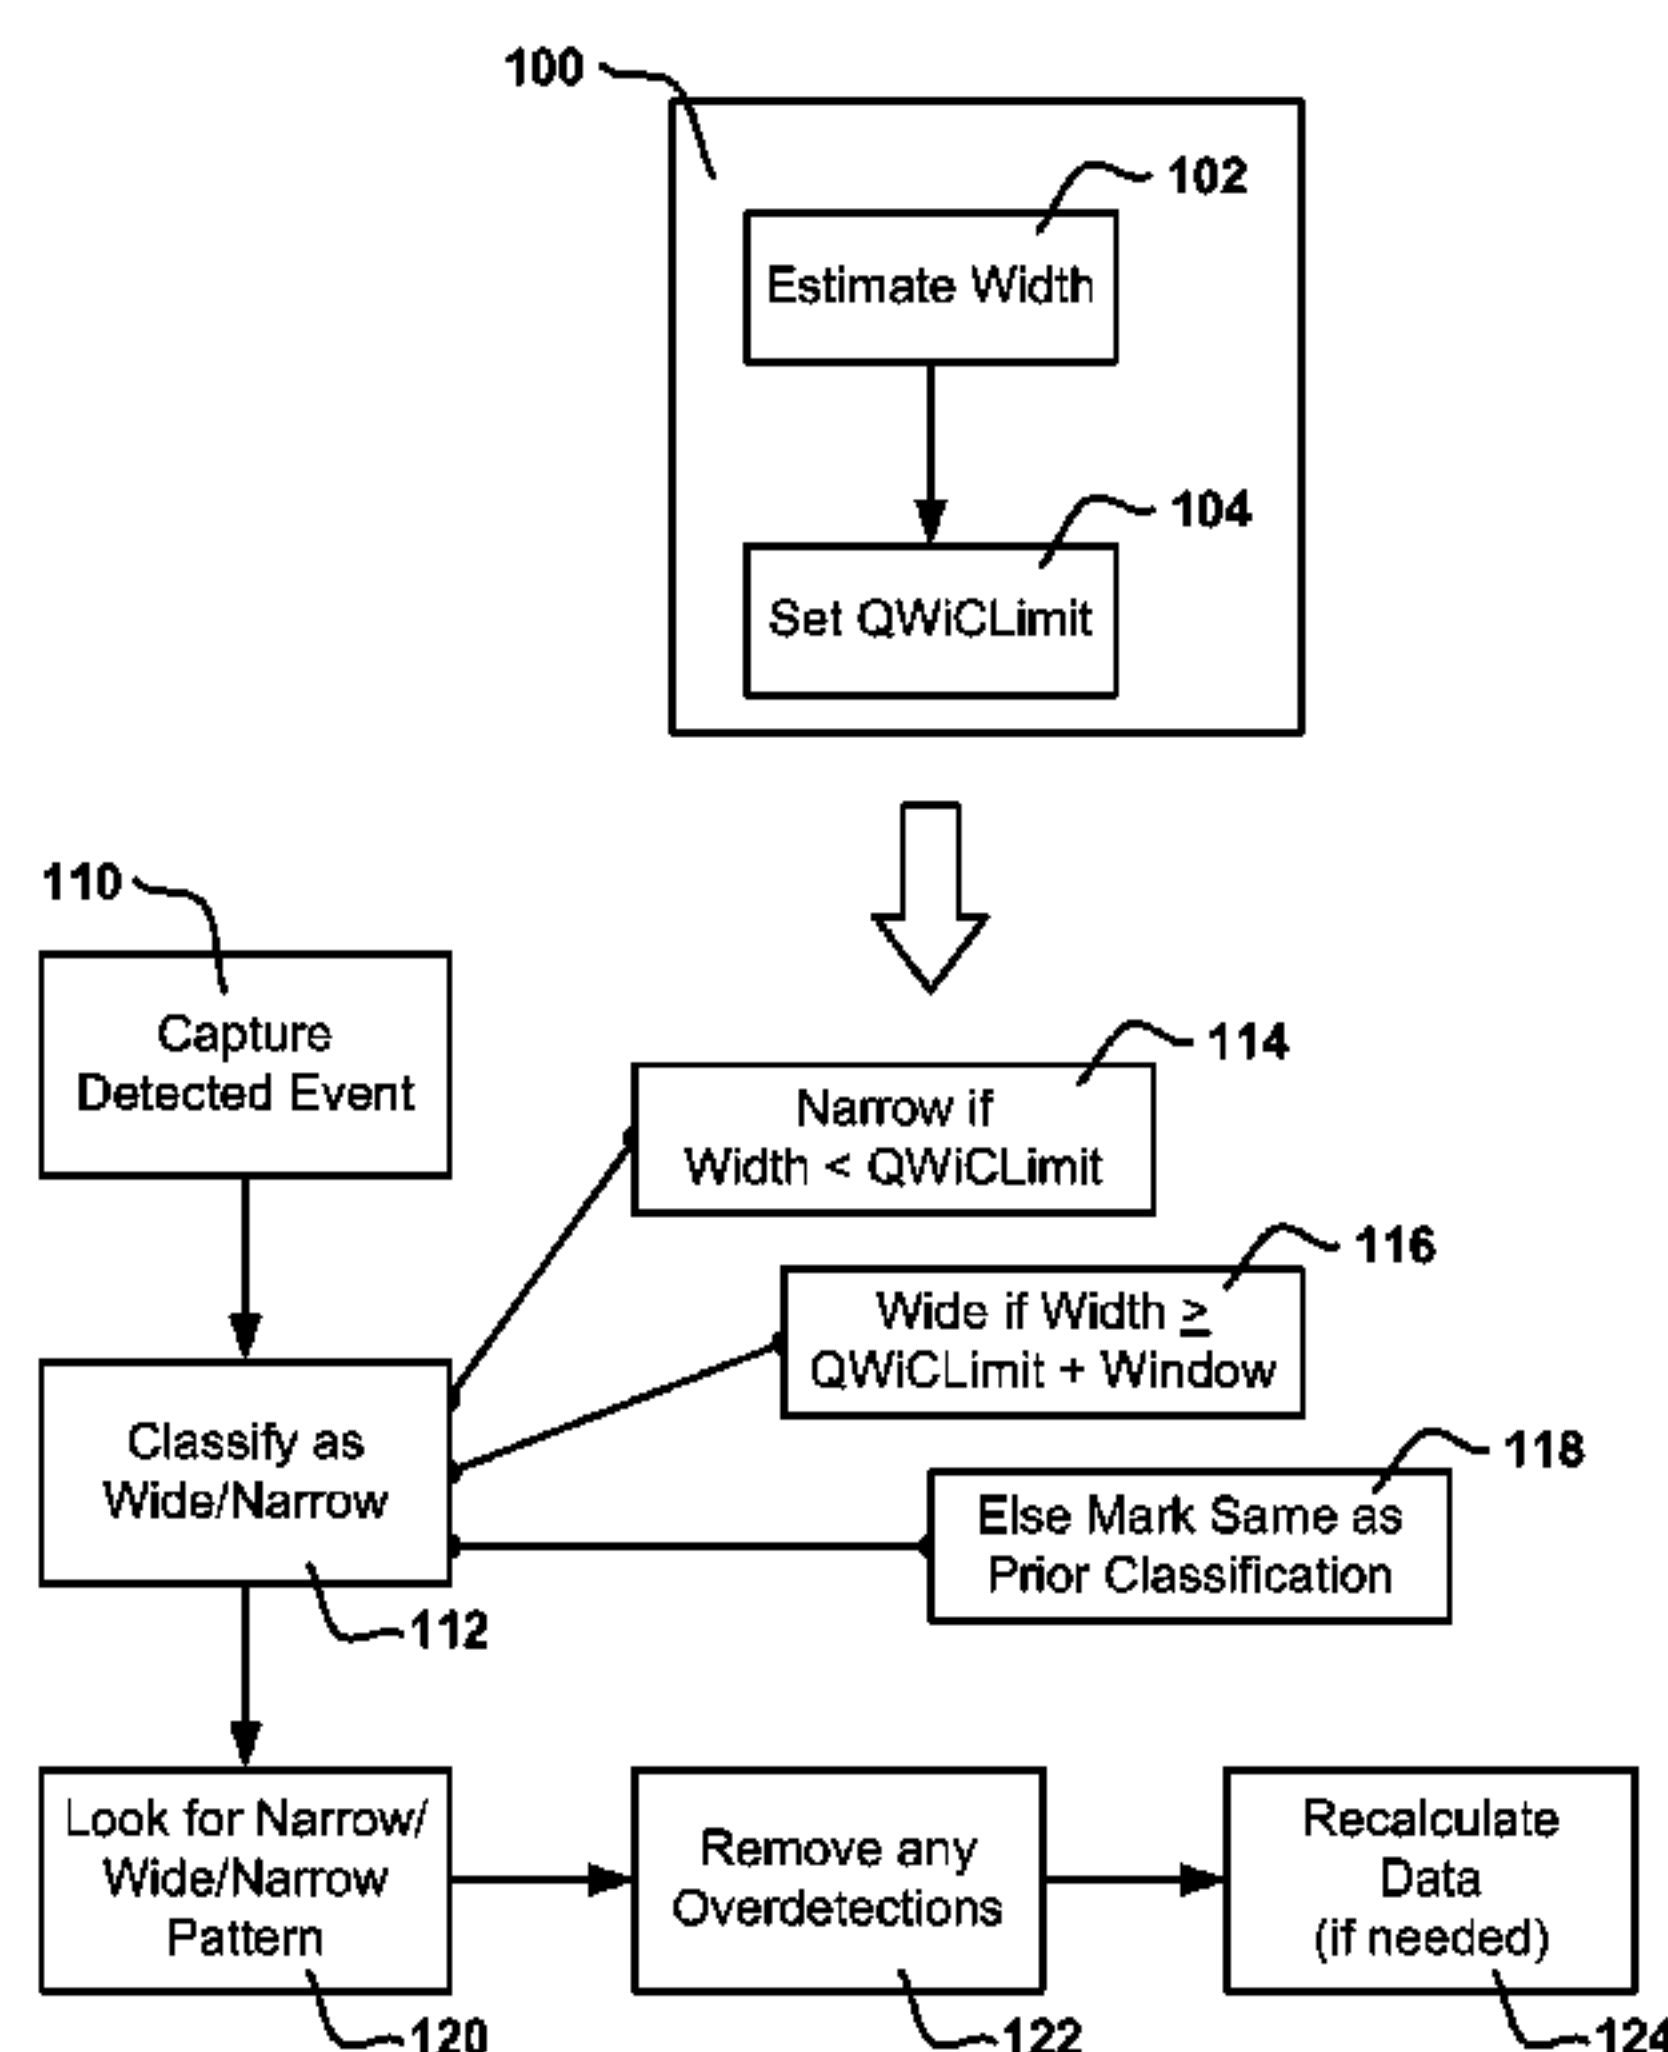 100
102
Estimate Width
104
Set QWiCLimit
110
Capture
Detected Event
114
Narrow if
Width < QWiCLimit
116
Wide if Width ≥
QWiCLimit + Window
Classify as
Wide/Narrow
118
Else Mark Same as
Prior Classification
112
Look for Narrow/
Wide/Narrow
Pattern
Remove any
Overdetections
Recalculate
Data
(if needed)
120
122
124